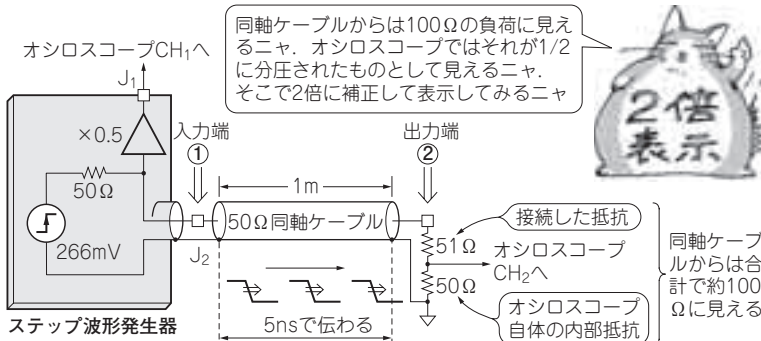 同軸ケーブルからは100Ωの負荷に見え
るニャ．オシロスコープではそれが1/2
に分圧されたものとして見えるニャ．
そこで2倍に補正して表示してみるニャ
2倍
表示
オシロスコープCH1へ
J1
×0.5
50Ω
266mV
ステップ波形発生器
入力端
①
J2
1m
50Ω同軸ケーブル
5nsで伝わる
出力端
②
51Ω
50Ω
接続した抵抗
オシロスコープ
CH2へ
オシロスコープ
自体の内部抵抗
同軸ケーブ
ルからは合
計で約100
Ωに見える